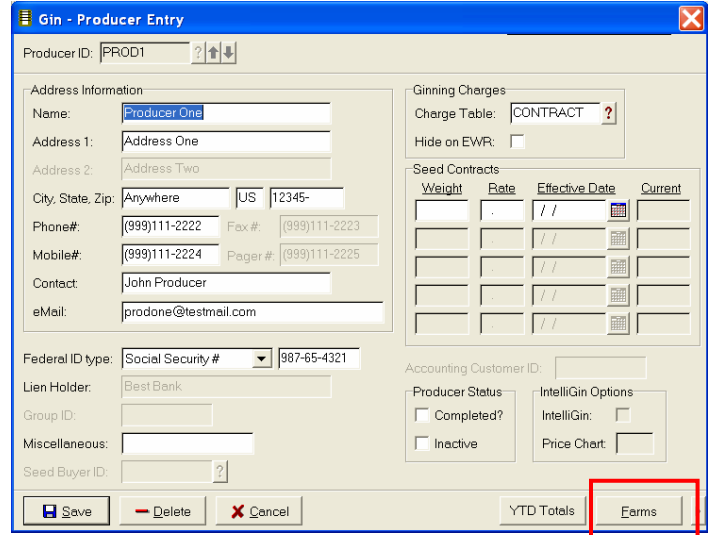 Gin - Producer Entry
Producer ID: PROD1 ?
Address Information
Name: Producer One
Address 1: Address One
Address 2: Address Two
City, State, Zip: Anywhere US 12345-
Phone#: (999)111-2222 Fax#: (999)111-2223
Mobile#: (999)111-2224 Pager#: (999)111-2225
Contact: John Producer
eMail: prodone@testmail.com
Federal ID type: Social Security # 987-65-4321
Lien Holder: Best Bank
Group ID:
Miscellaneous:
Seed Buyer ID: ?
Ginning Charges
Charge Table: CONTRACT ?
Hide on EWR:
Seed Contracts
Weight Rate Effective Date Current
. / /
. / /
. / /
. / /
. / /
Accounting Customer ID:
Producer Status
Completed?
Inactive
IntelliGin Options
IntelliGin:
Price Chart:
Save Delete Cancel YTD Totals Farms